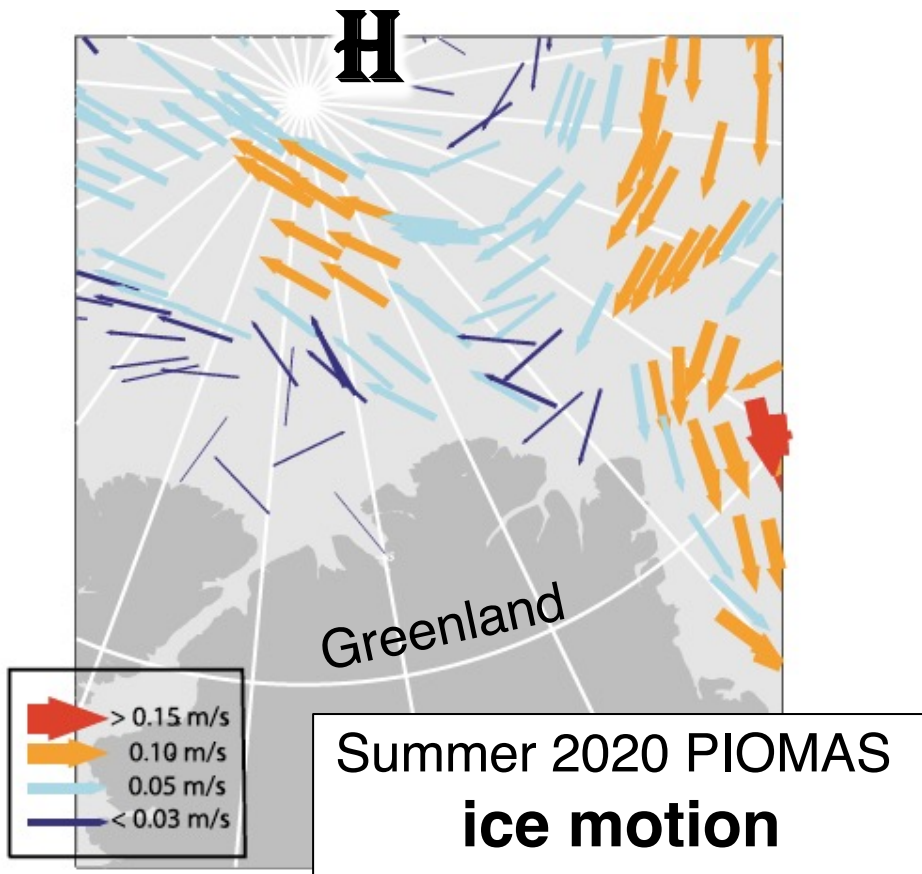 H
Greenland
> 0.15 m/s
0.10 m/s
0.05 m/s
< 0.03 m/s
Summer 2020 PIOMAS
ice motion